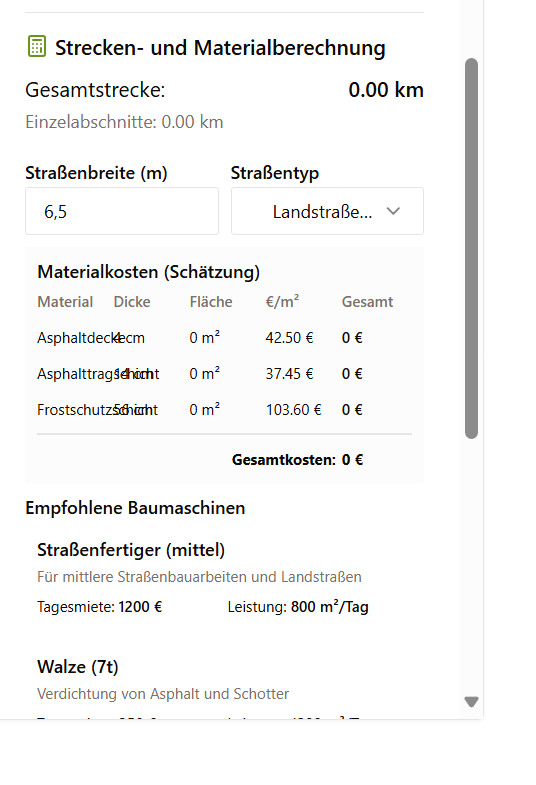 Strecken- und Materialberechnung
Gesamtstrecke: 0.00 km
Einzelabschnitte: 0.00 km
Straßenbreite (m) Straßentyp
6,5 Landstraße...
Materialkosten (Schätzung)
Material Dicke Fläche €/m² Gesamt
Asphaltdecke 4 cm 0 m² 42.50 € 0 €
Asphalttragschicht 14 cm 0 m² 37.45 € 0 €
Frostschutzschicht 56 cm 0 m² 103.60 € 0 €
Gesamtkosten: 0 €
Empfohlene Baumaschinen
Straßenfertiger (mittel)
Für mittlere Straßenbauarbeiten und Landstraßen
Tagesmiete: 1200 € Leistung: 800 m²/Tag
Walze (7t)
Verdichtung von Asphalt und Schotter